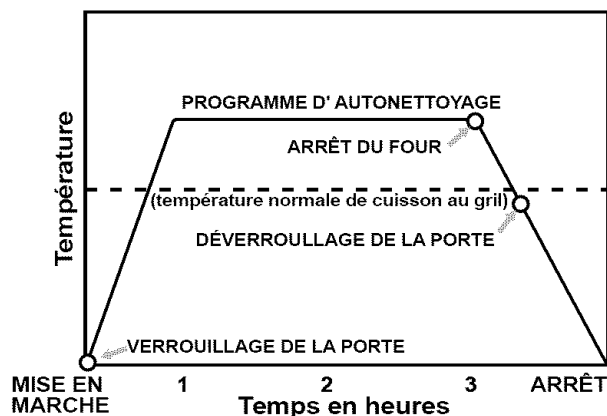 PROGRAMME D' AUTONETTOYAGE
ARRÊT DU FOUR
Température
(température normale de cuisson au gril)
DÉVERROULLAGE DE LA PORTE
VERROUILLAGE DE LA PORTE
MISE EN
MARCHE
1
2
3
ARRÊT
Temps en heures